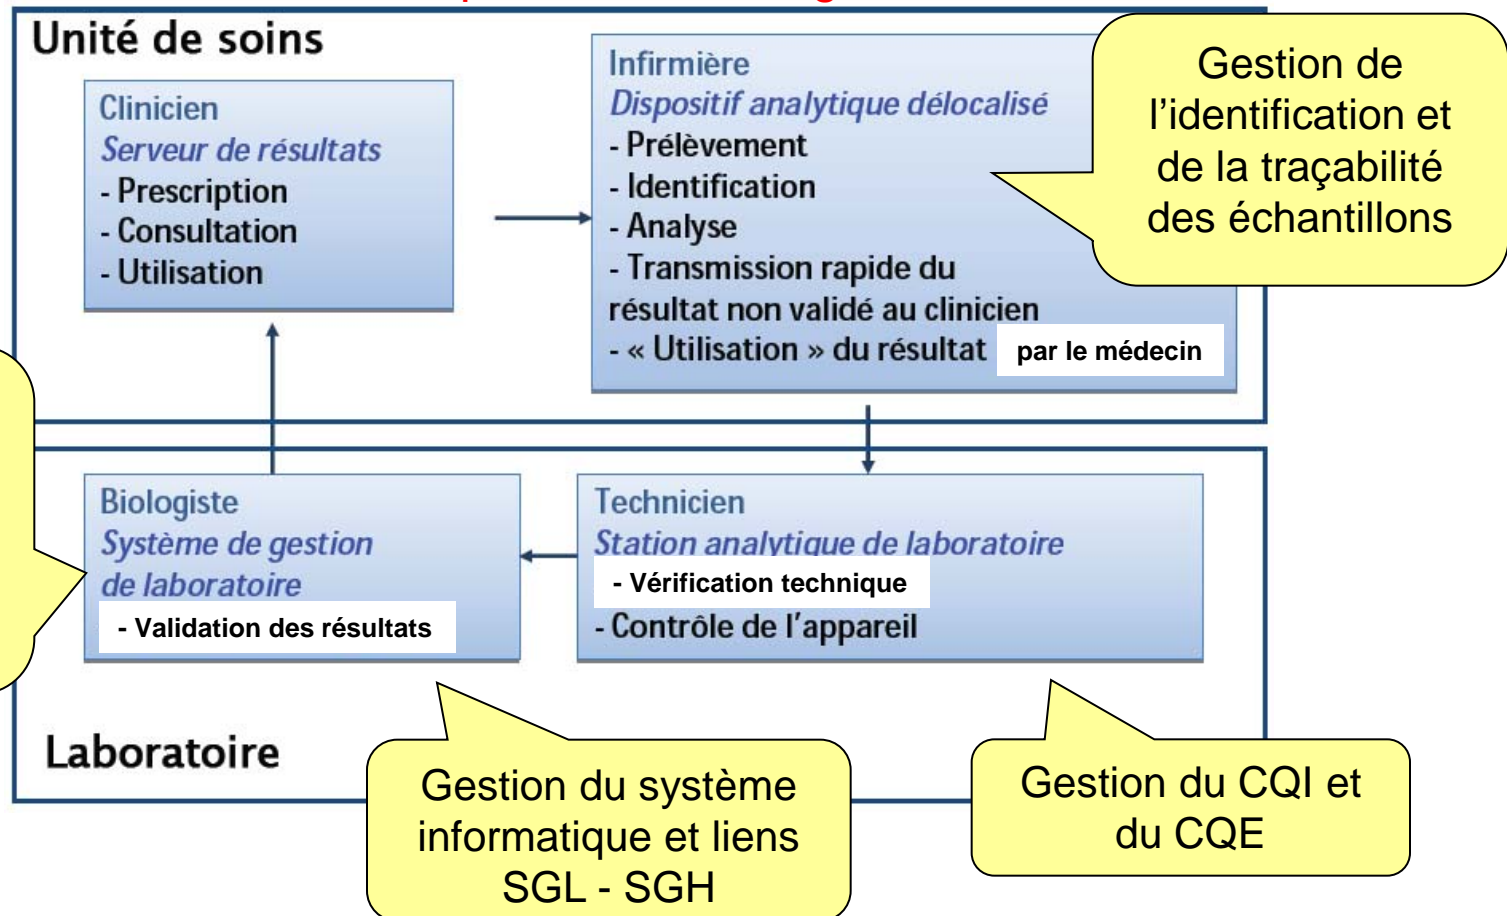 Unité de soins
Clinicien
Serveur de résultats
- Prescription
- Consultation
- Utilisation
Infirmière
Dispositif analytique délocalisé
- Prélèvement
- Identification
- Analyse
- Transmission rapide du
résultat non validé au clinicien
- « Utilisation » du résultat par le médecin
Gestion de
l’identification et
de la traçabilité
des échantillons
Biologiste
Système de gestion
de laboratoire
- Validation des résultats
Technicien
Station analytique de laboratoire
- Vérification technique
- Contrôle de l’appareil
Laboratoire
Gestion du système
informatique et liens
SGL - SGH
Gestion du CQI et
du CQE